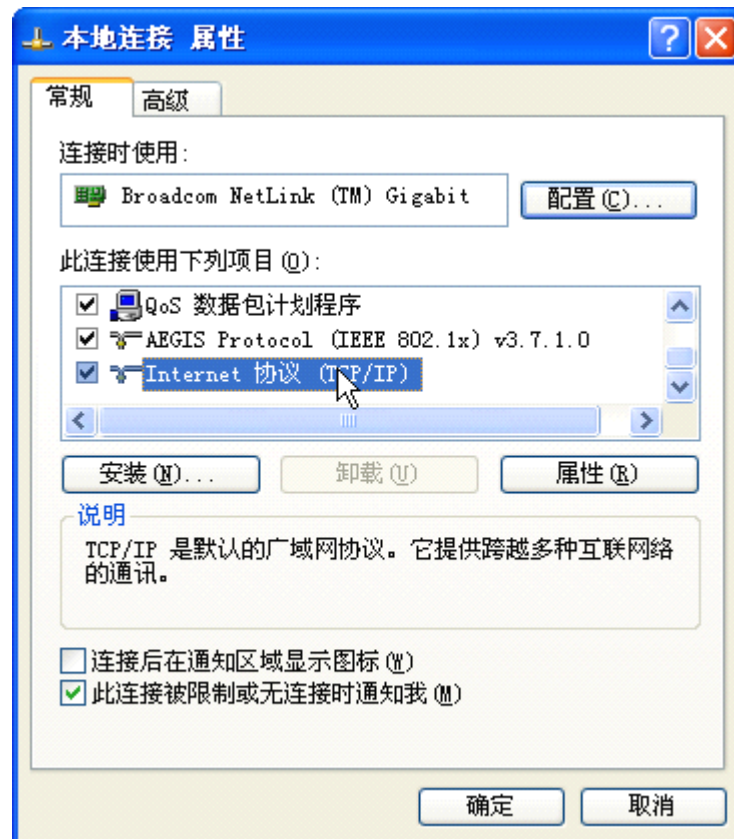 本地连接 属性
常规 高级
连接时使用:
Broadcom NetLink (TM) Gigabit 配置(C)...
此连接使用下列项目(O):
QoS 数据包计划程序
AEGIS Protocol (IEEE 802.1x) v3.7.1.0
Internet 协议 (TCP/IP)
安装(N)... 卸载(U) 属性(R)
说明
TCP/IP 是默认的广域网协议。它提供跨越多种互联网络
的通讯。
连接后在通知区域显示图标(W)
此连接被限制或无连接时通知我(M)
确定 取消